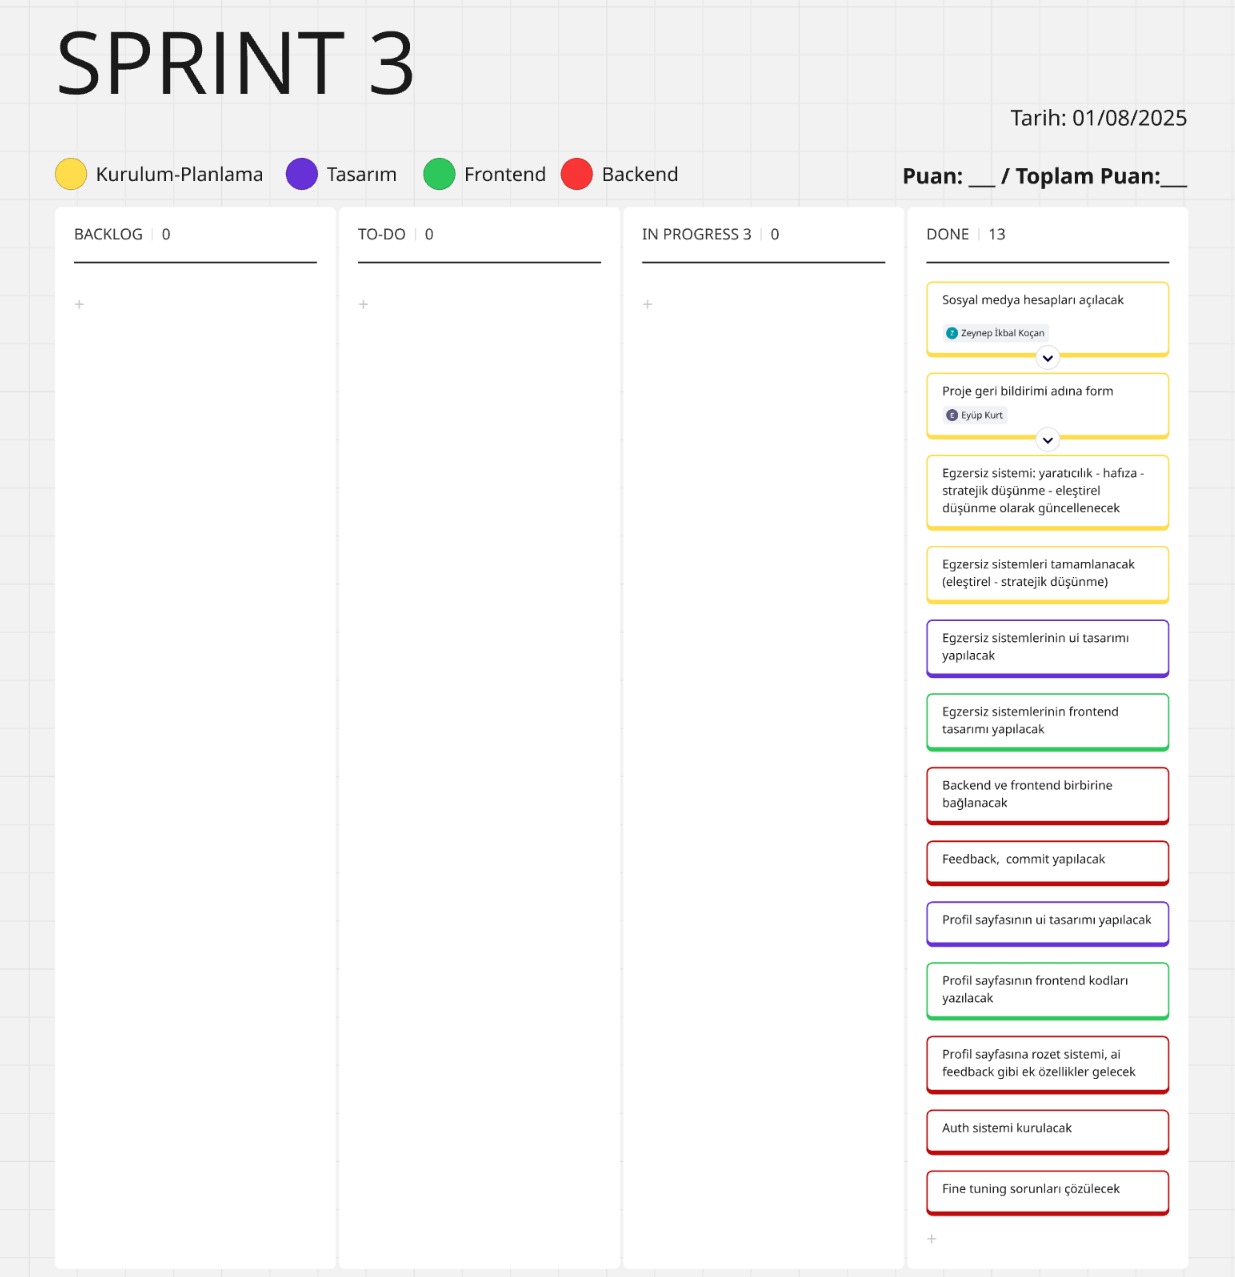 SPRINT 3
Tarih: 01/08/2025
Kurulum-Planlama
Tasarım
Frontend
Backend
Puan: __ / Toplam Puan:__
BACKLOG | 0
TO-DO | 0
IN PROGRESS 3 | 0
DONE | 13
+
+
+
Sosyal medya hesapları açılacak
Z Zeynep İkbal Koçan
Proje geri bildirimi adına form
E Eyüp Kurt
Egzersiz sistemi: yaratıcılık - hafıza -
stratejik düşünme - eleştirel
düşünme olarak güncellenecek
Egzersiz sistemleri tamamlanacak
(eleştirel - stratejik düşünme)
Egzersiz sistemlerinin ui tasarımı
yapılacak
Egzersiz sistemlerinin frontend
tasarımı yapılacak
Backend ve frontend birbirine
bağlanacak
Feedback,  commit yapılacak
Profil sayfasının ui tasarımı yapılacak
Profil sayfasının frontend kodları
yazılacak
Profil sayfasına rozet sistemi, ai
feedback gibi ek özellikler gelecek
Auth sistemi kurulacak
Fine tuning sorunları çözülecek
+